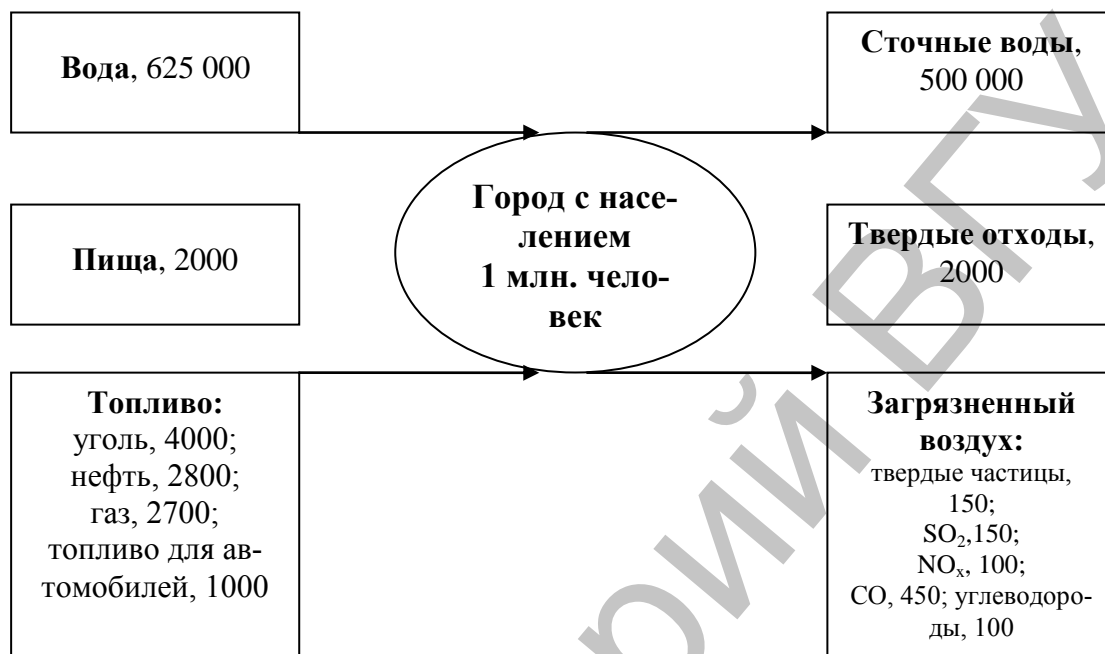 Вода, 625 000
Сточные воды,
500 000
Город с насе-
лением
1 млн. чело-
век
Пища, 2000
Твердые отходы,
2000
Топливо:
уголь, 4000;
нефть, 2800;
газ, 2700;
топливо для ав-
томобилей, 1000
Загрязненный
воздух:
твердые частицы,
150;
SO₂,150;
NOₓ, 100;
CO, 450; углеводоро-
ды, 100
рий ВГУ